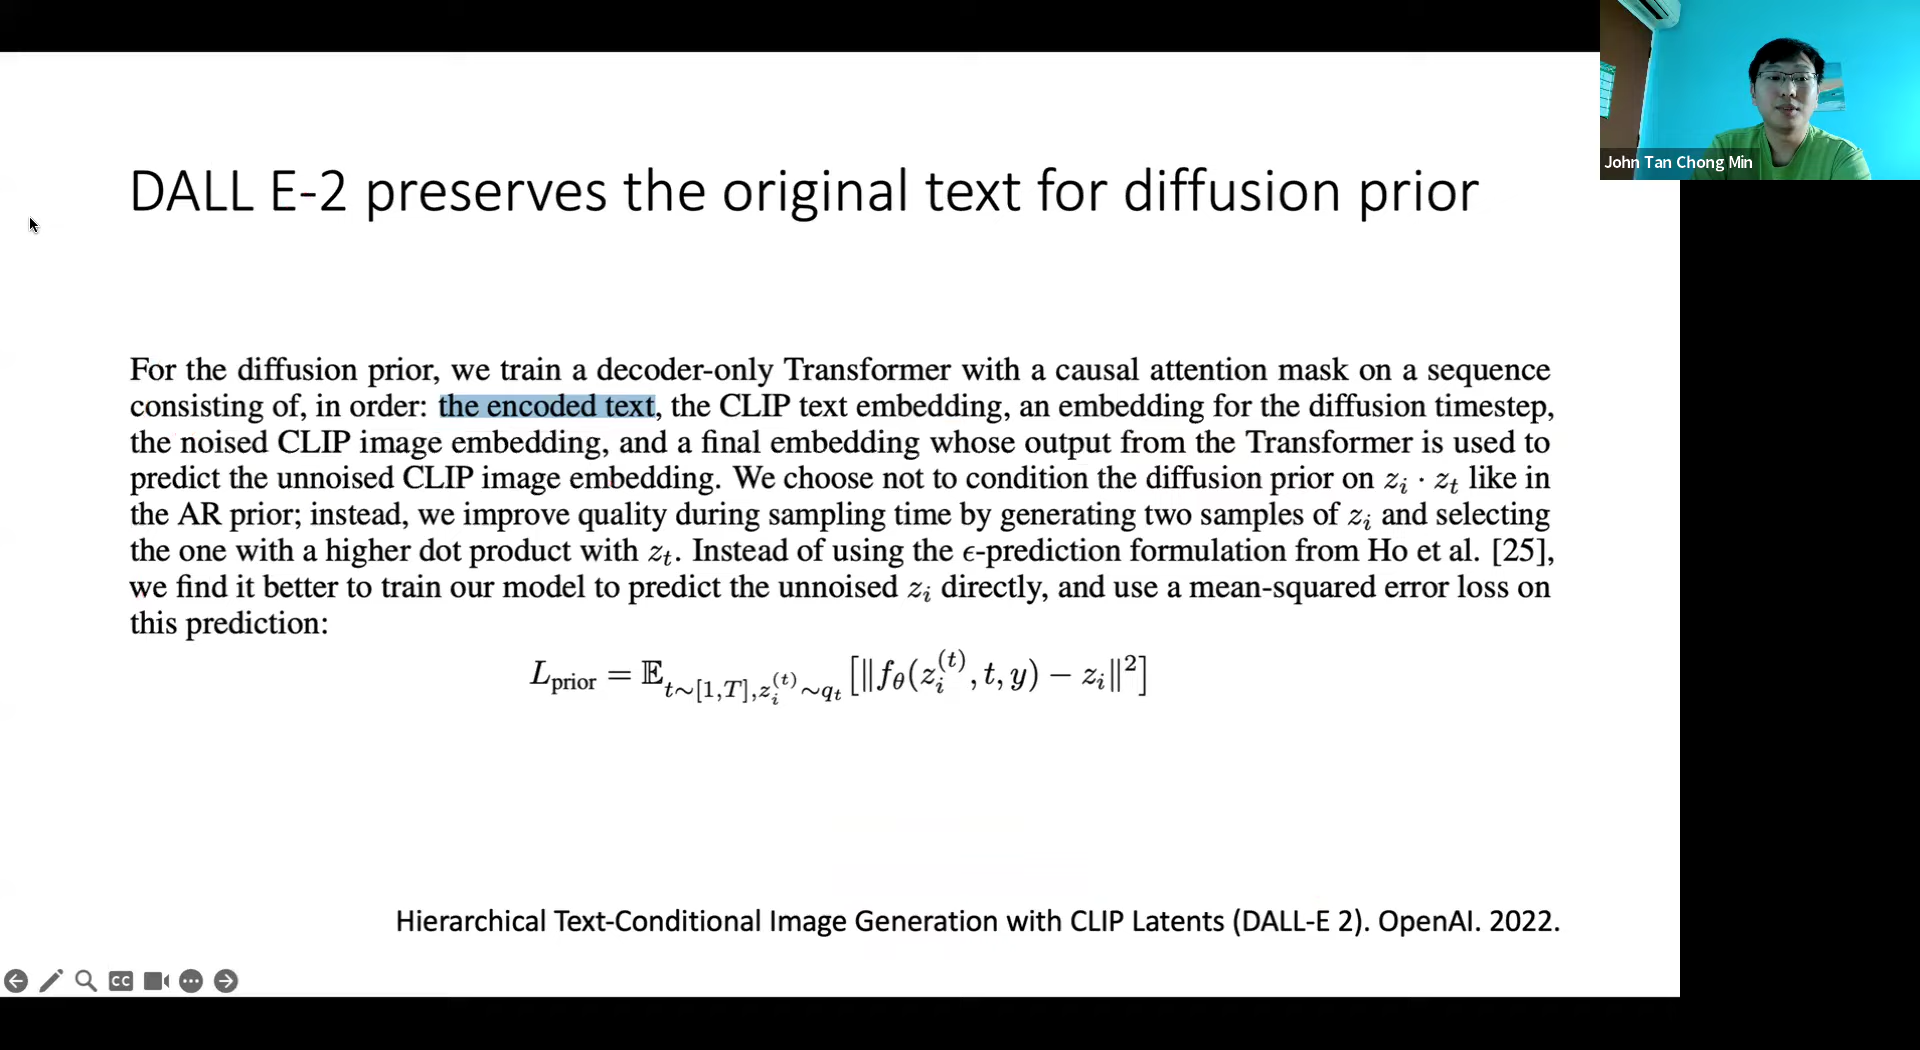 John Tan Chong Min
DALL E-2 preserves the original text for diffusion prior
For the diffusion prior, we train a decoder-only Transformer with a causal attention mask on a sequence
consisting of, in order: the encoded text, the CLIP text embedding, an embedding for the diffusion timestep,
the noised CLIP image embedding, and a final embedding whose output from the Transformer is used to
predict the unnoised CLIP image embedding. We choose not to condition the diffusion prior on z_i · z_t like in
the AR prior; instead, we improve quality during sampling time by generating two samples of z_i and selecting
the one with a higher dot product with z_t. Instead of using the ϵ-prediction formulation from Ho et al. [25],
we find it better to train our model to predict the unnoised z_i directly, and use a mean-squared error loss on
this prediction:
L_prior = 𝔼_{t∼[1,T],z_i^{(t)}∼q_t} [‖f_θ(z_i^{(t)}, t, y) − z_i‖²]
Hierarchical Text-Conditional Image Generation with CLIP Latents (DALL-E 2). OpenAI. 2022.
CC